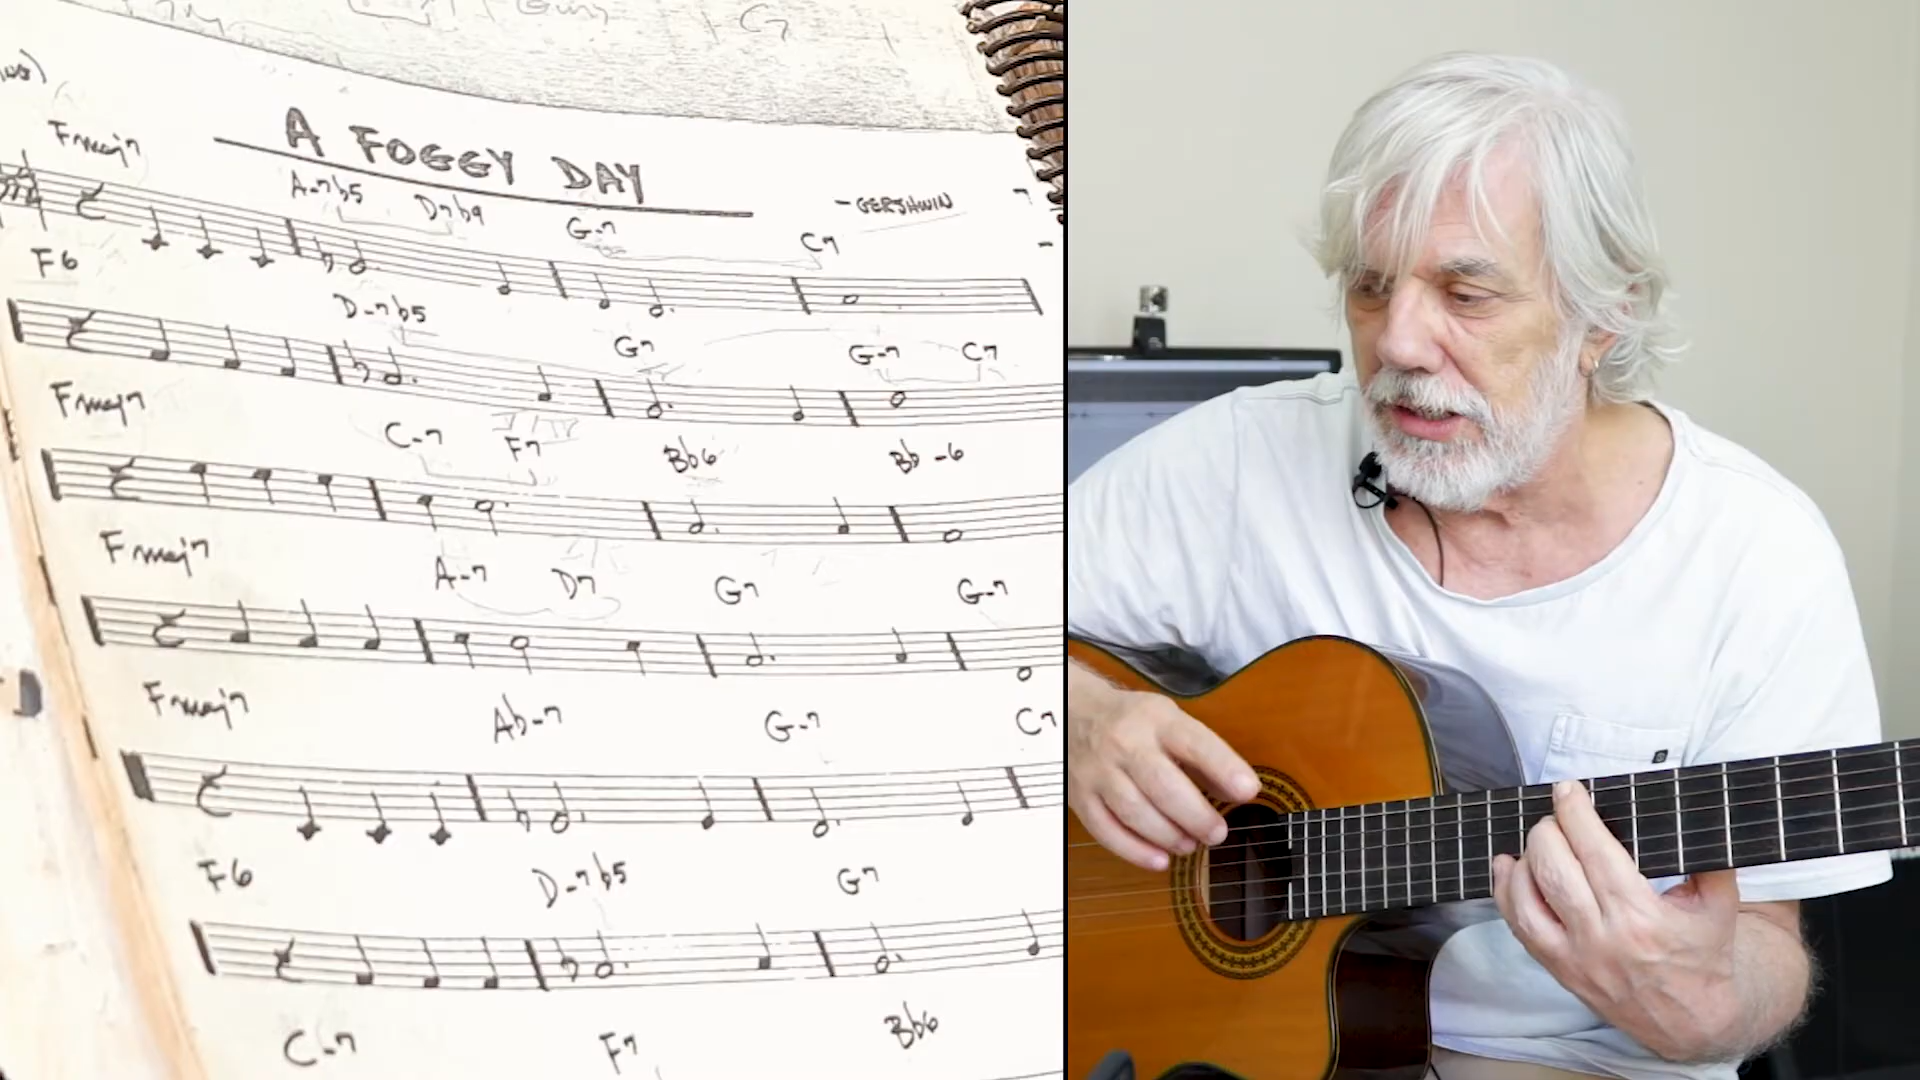 A FOGGY DAY
- GERSHWIN
Fmaj7 A-7b5 D7b9 G-7 C7
F6 D-7b5 G7 G-7 C7
Fmaj7 C-7 F7 Bb6 Bb-6
Fmaj7 A-7 D7 G7 G-7
Fmaj7 Ab-7 G-7 C7
F6 D-7b5 G7
C-7 F7 Bb6